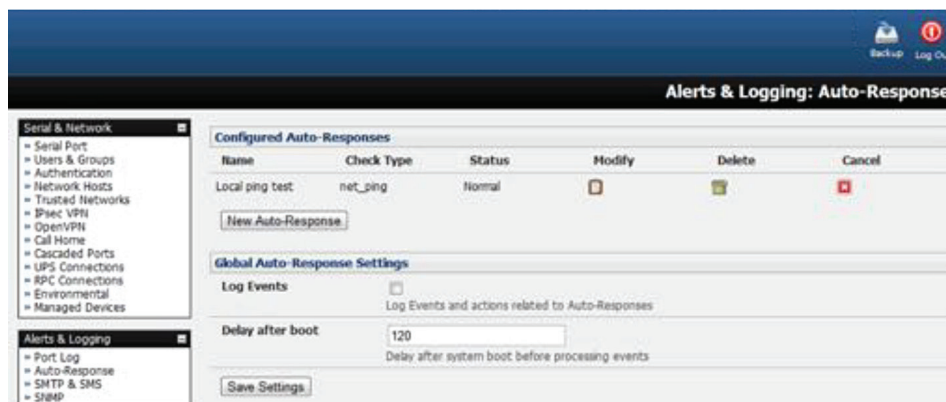 Backup
Log Ou
Alerts & Logging: Auto-Response
Serial & Network
Serial Port
Users & Groups
Authentication
Network Hosts
Trusted Networks
IPsec VPN
OpenVPN
Call Home
Cascaded Ports
UPS Connections
RPC Connections
Environmental
Managed Devices
Alerts & Logging
Port Log
Auto-Response
SMTP & SMS
SNMP
Configured Auto-Responses
Name Check Type Status Modify Delete Cancel
Local ping test net_ping Normal
New Auto-Response
Global Auto-Response Settings
Log Events
Log Events and actions related to Auto-Responses
Delay after boot 120
Delay after system boot before processing events
Save Settings